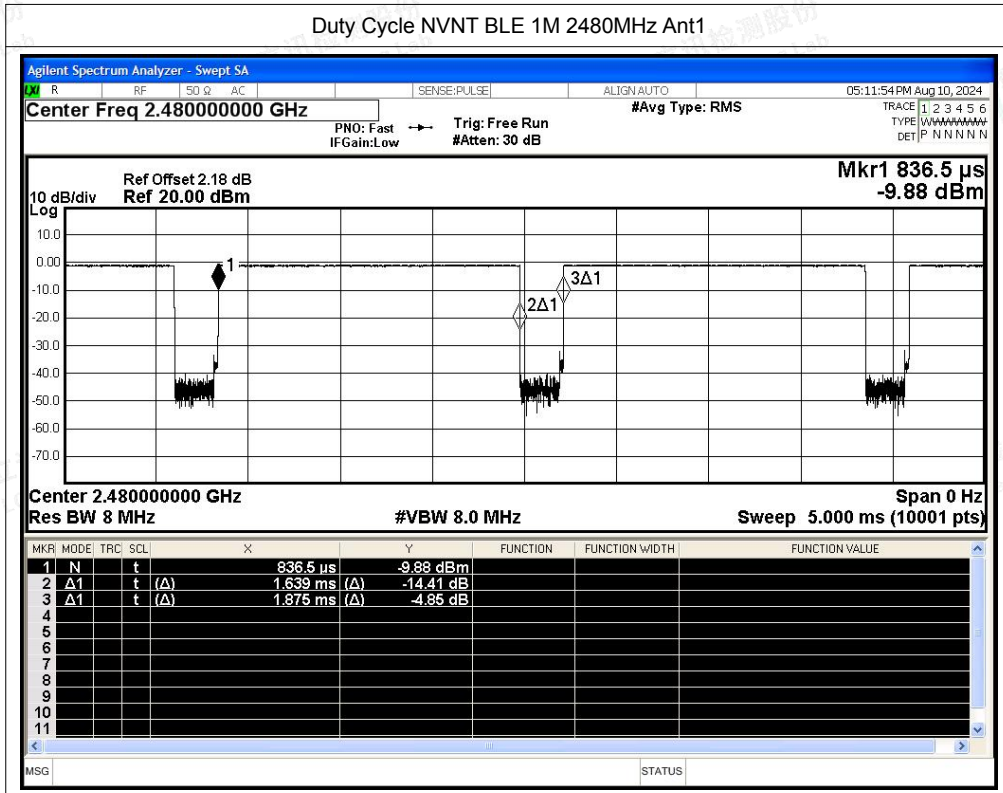 Duty Cycle NVNT BLE 1M 2480MHz Ant1
Agilent Spectrum Analyzer - Swept SA
LXI R RF 50 Ω AC SENSE:PULSE ALIGN AUTO 05:11:54 PM Aug 10, 2024
Center Freq 2.480000000 GHz #Avg Type: RMS TRACE 1 2 3 4 5 6
PNO: Fast Trig: Free Run TYPE WWWWWW
IFGain:Low #Atten: 30 dB DET P N N N N N
Mkr1 836.5 µs
Ref Offset 2.18 dB
10 dB/div Ref 20.00 dBm -9.88 dBm
Log
10.0
0.00
1
3Δ1
-10.0
2Δ1
-20.0
-30.0
-40.0
-50.0
-60.0
-70.0
Center 2.480000000 GHz Span 0 Hz
Res BW 8 MHz #VBW 8.0 MHz Sweep 5.000 ms (10001 pts)
MKR MODE TRC SCL X Y FUNCTION FUNCTION WIDTH FUNCTION VALUE
1 N t 836.5 µs -9.88 dBm
2 Δ1 t (Δ) 1.639 ms (Δ) -14.41 dB
3 Δ1 t (Δ) 1.875 ms (Δ) -4.85 dB
4
5
6
7
8
9
10
11
MSG STATUS